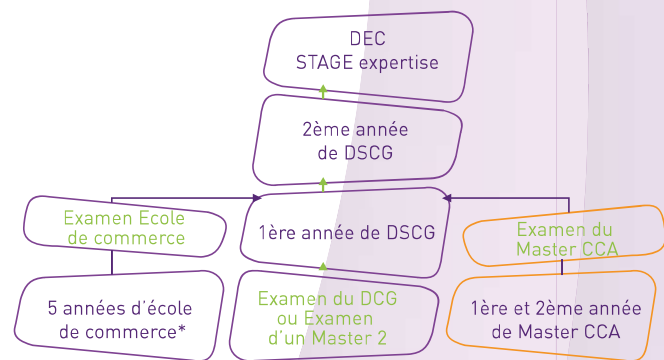 DEC
STAGE expertise
2ème année
de DSCG
Examen Ecole
de commerce
1ère année de DSCG
Examen du
Master CCA
5 années d'école
de commerce*
Examen du DCG
ou Examen
d'un Master 2
1ère et 2ème année
de Master CCA